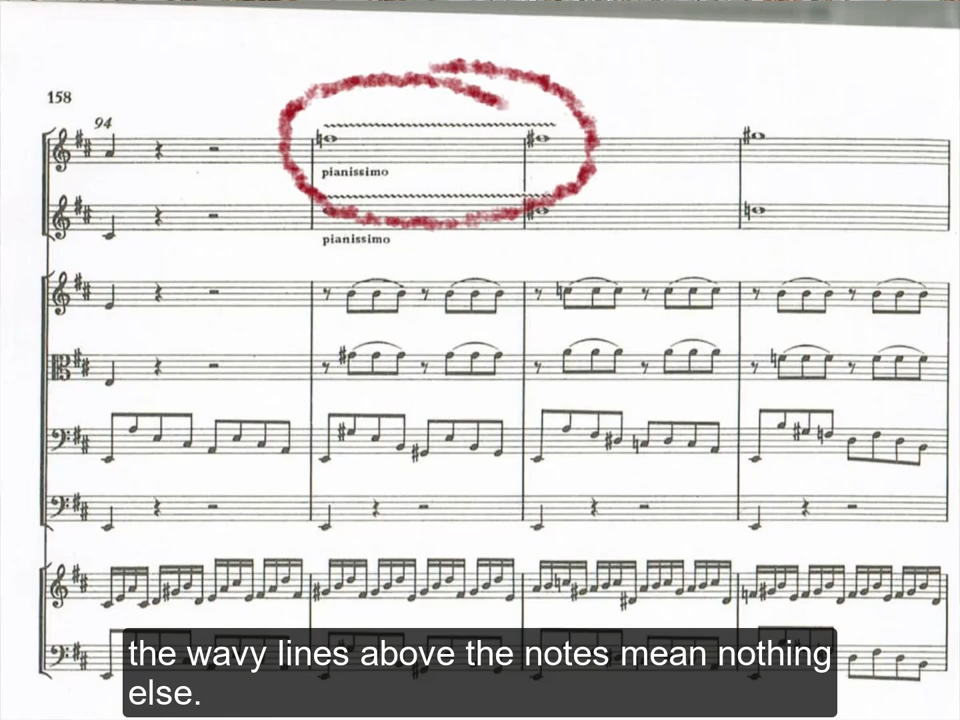 158
94
pianissimo
pianissimo
the wavy lines above the notes mean nothing
else.